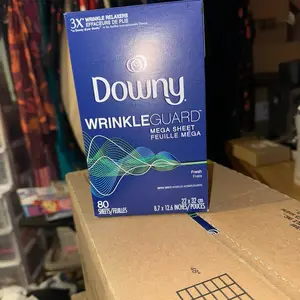 3X* WRINKLE RELAXERS
EFFACEURS DE PLIS
Downy
WRINKLEGUARD
MEGA SHEET
FEUILLE MÉGA
Fresh
80
SHEETS/FEUILLES
22 x 32 cm
8.7 x 12.6 INCHES/POUCES